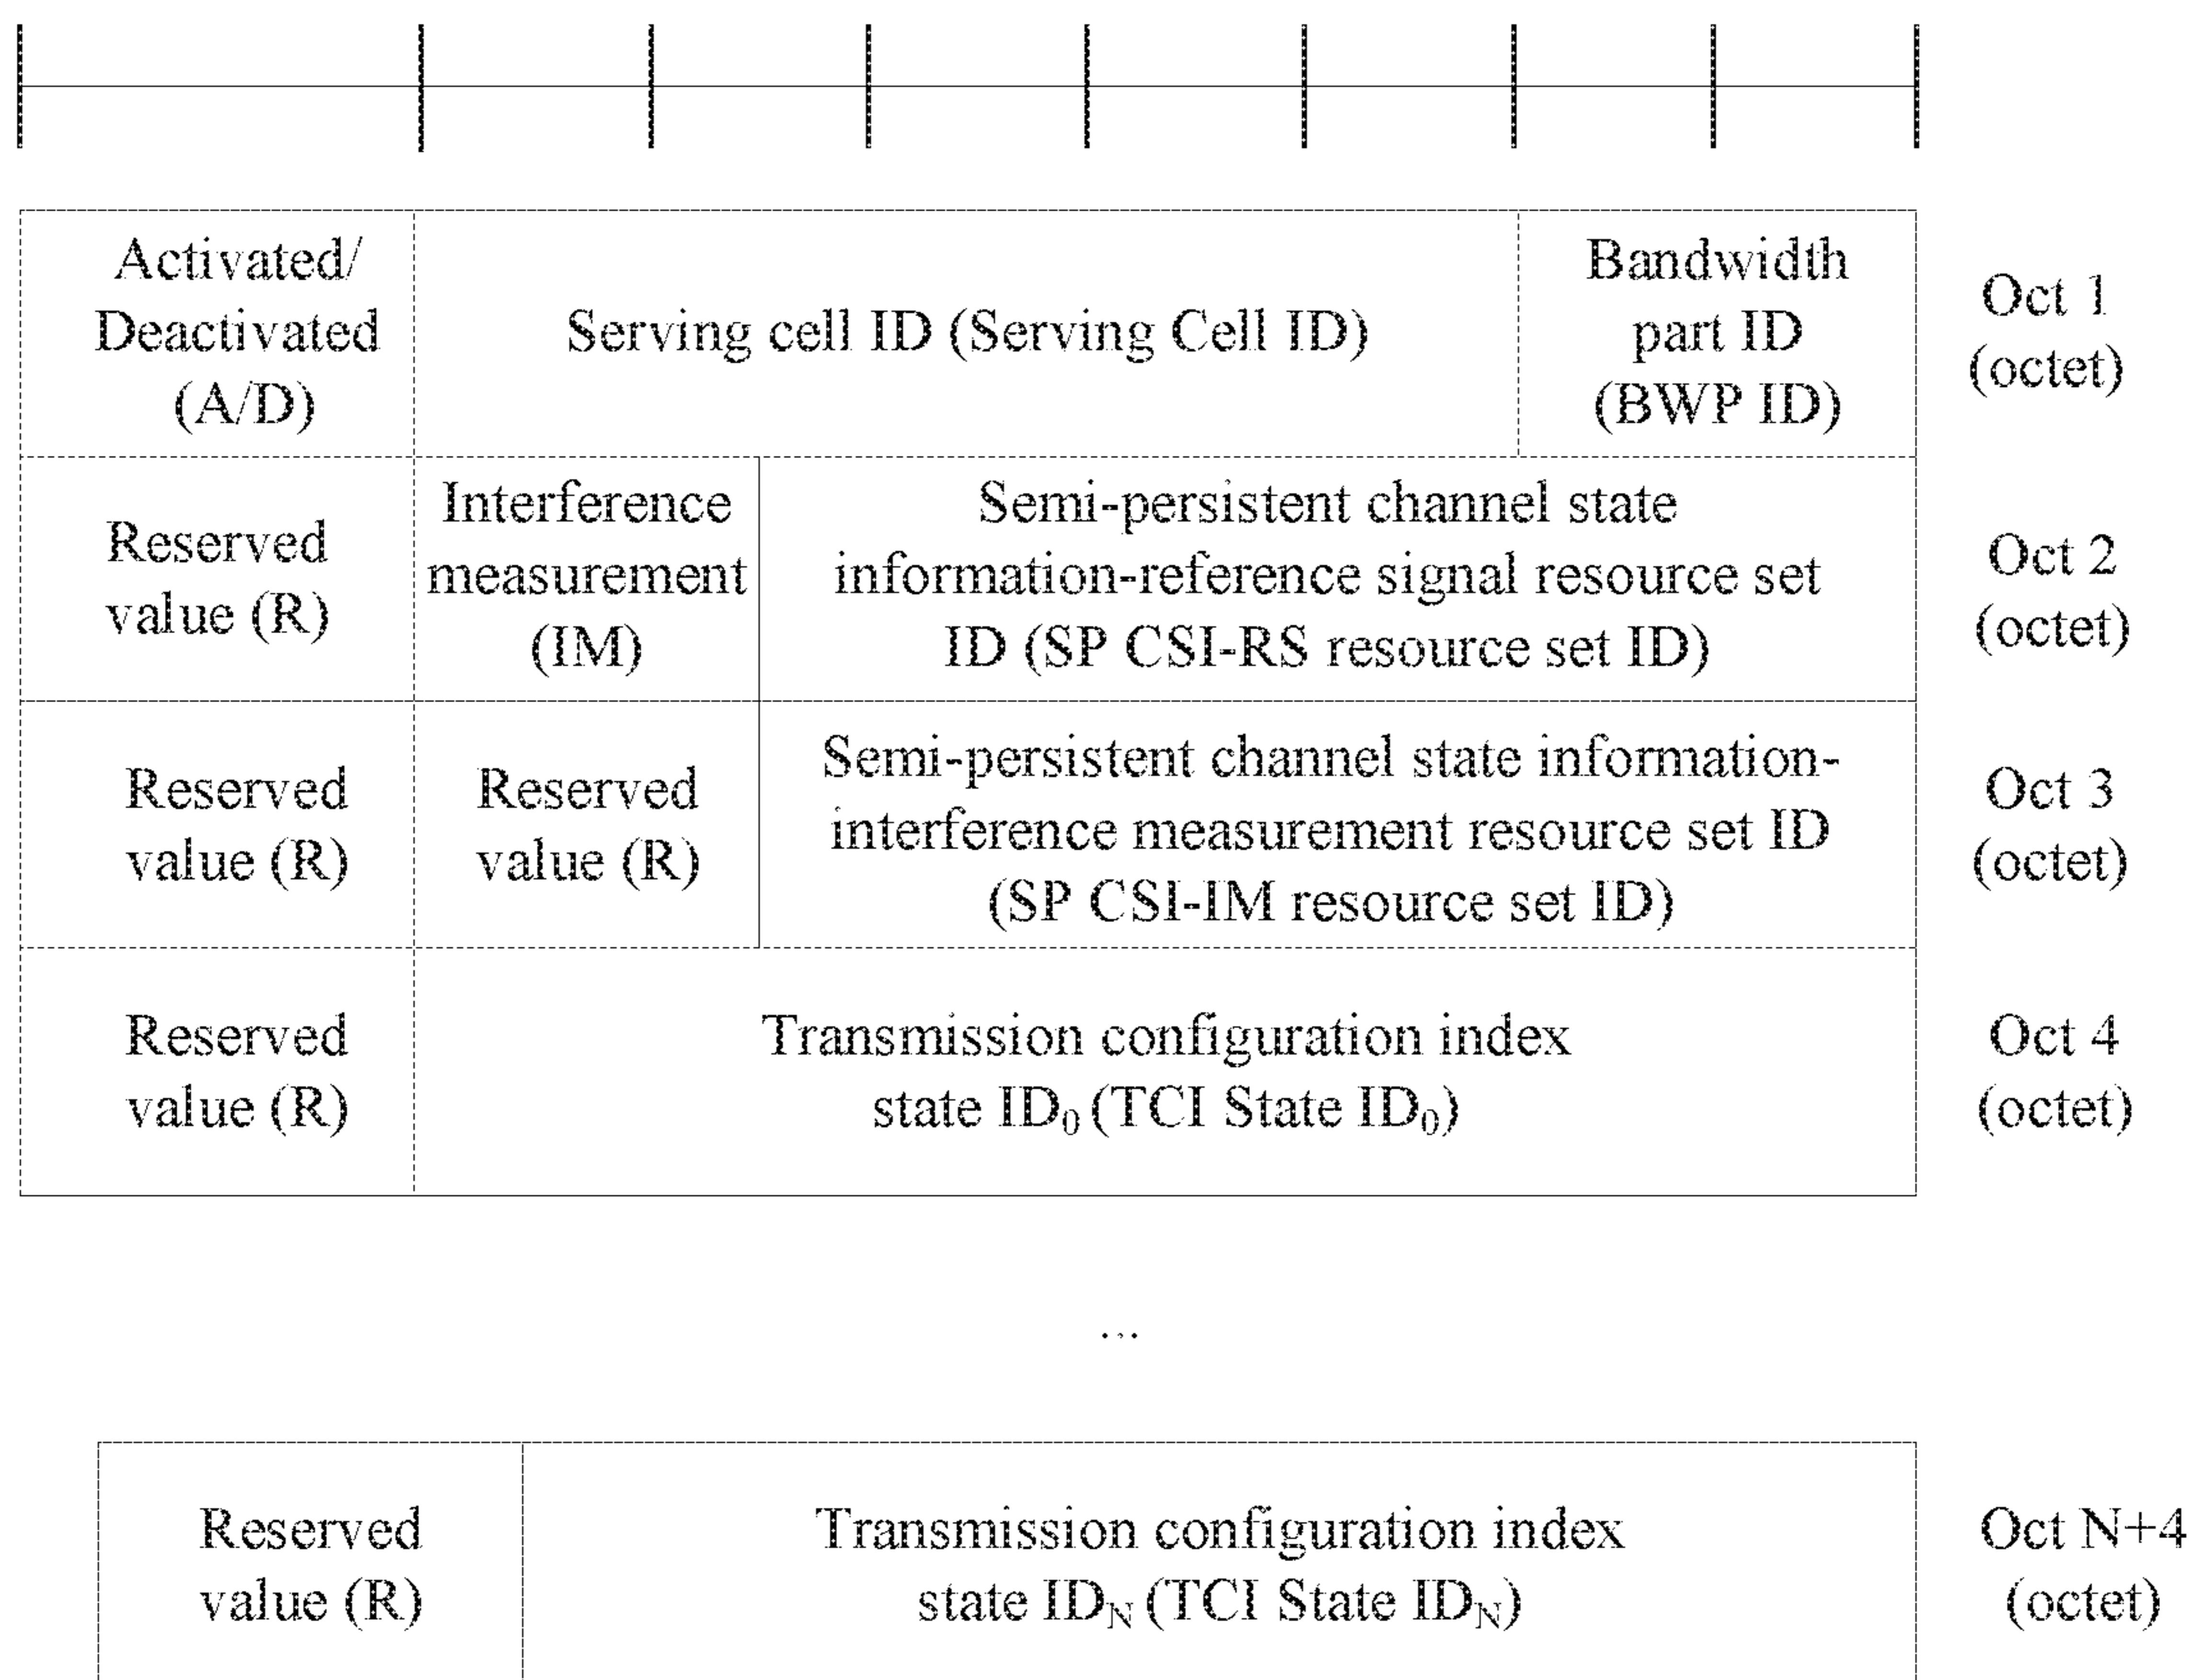 Activated/
Deactivated
(A/D)
Serving cell ID (Serving Cell ID)
Bandwidth
part ID
(BWP ID)
Oct 1
(octet)
Reserved
value (R)
Interference
measurement
(IM)
Semi-persistent channel state
information-reference signal resource set
ID (SP CSI-RS resource set ID)
Oct 2
(octet)
Reserved
value (R)
Reserved
value (R)
Semi-persistent channel state information-
interference measurement resource set ID
(SP CSI-IM resource set ID)
Oct 3
(octet)
Reserved
value (R)
Transmission configuration index
state ID₀ (TCI State ID₀)
Oct 4
(octet)
...
Reserved
value (R)
Transmission configuration index
state ID_N (TCI State ID_N)
Oct N+4
(octet)